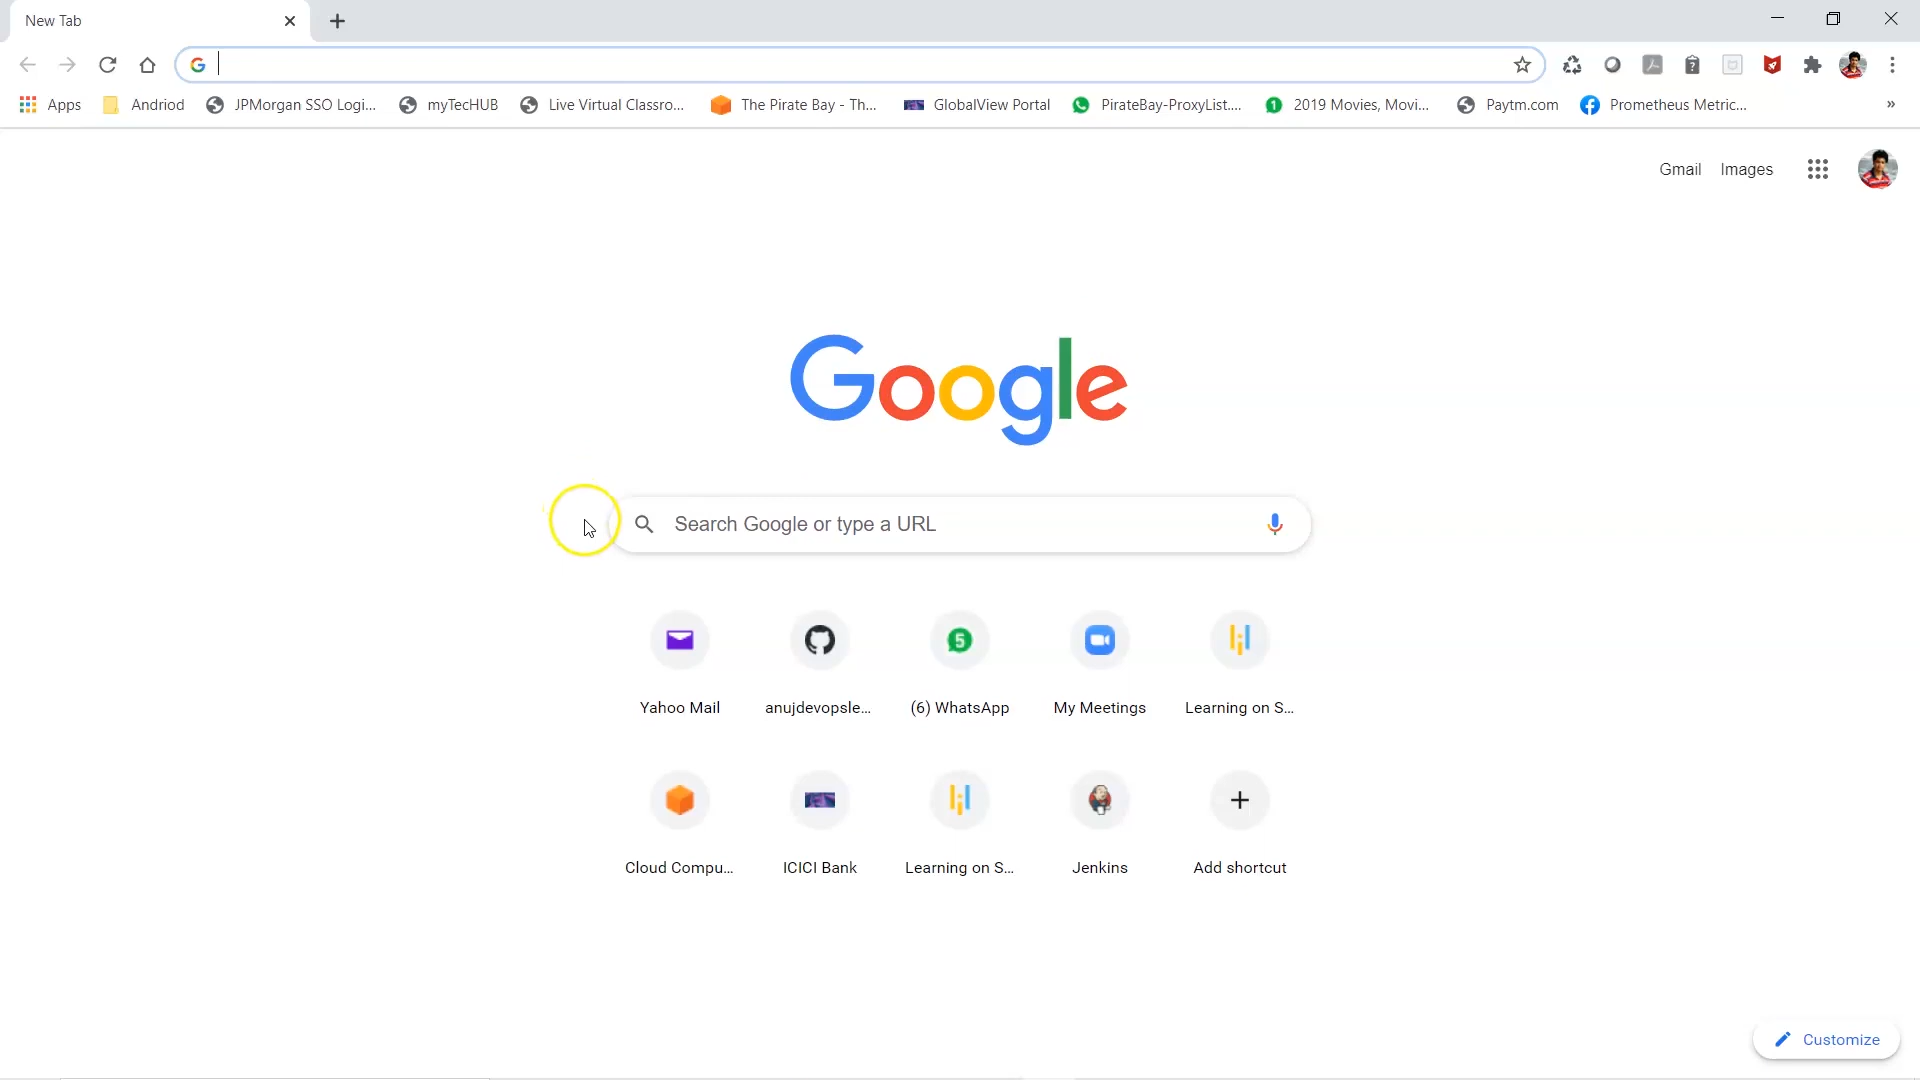 New Tab
Apps Andriod JPMorgan SSO Logi... myTecHUB Live Virtual Classro... The Pirate Bay - Th... GlobalView Portal PirateBay-ProxyList.... 2019 Movies, Movi... Paytm.com Prometheus Metric... »
Gmail Images
Google
Search Google or type a URL
Yahoo Mail anujdevopsle... (6) WhatsApp My Meetings Learning on S...
Cloud Compu... ICICI Bank Learning on S... Jenkins Add shortcut
Customize